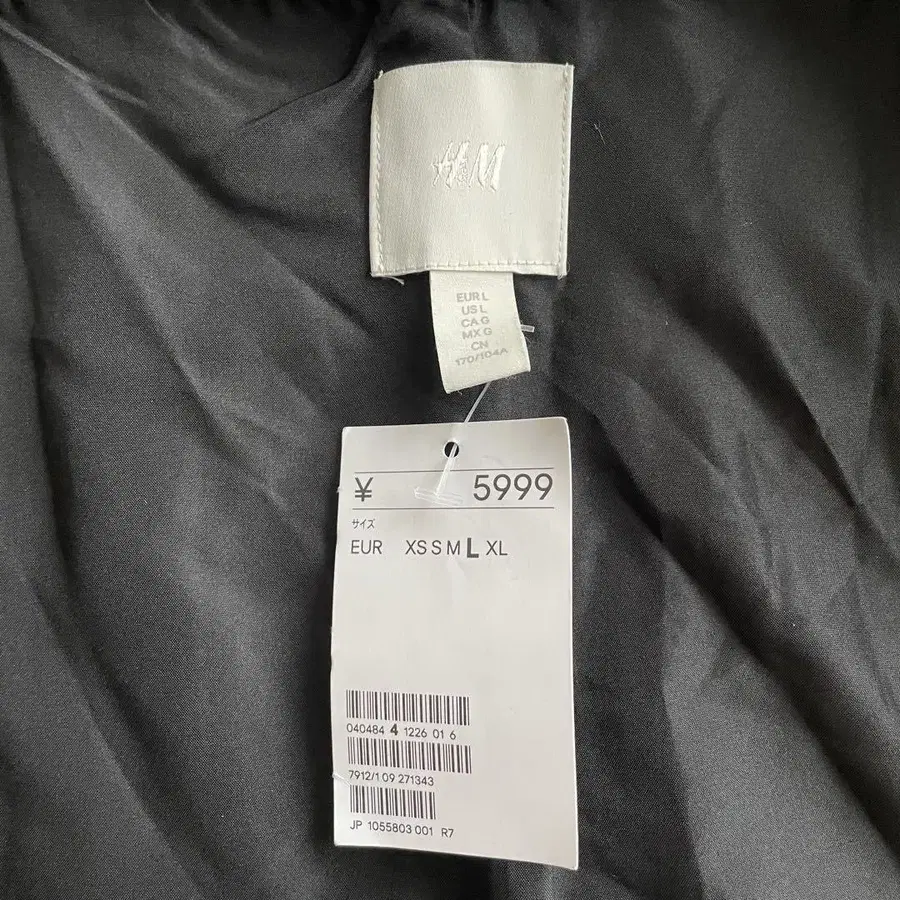 H&M
EUR L
US L
CA G
MX G
CN
170/104A
¥ 5999
サイズ
EUR XS S M L XL
040484 4 1226 01 6
7912/1 09 271343
JP 1055803 001 R7